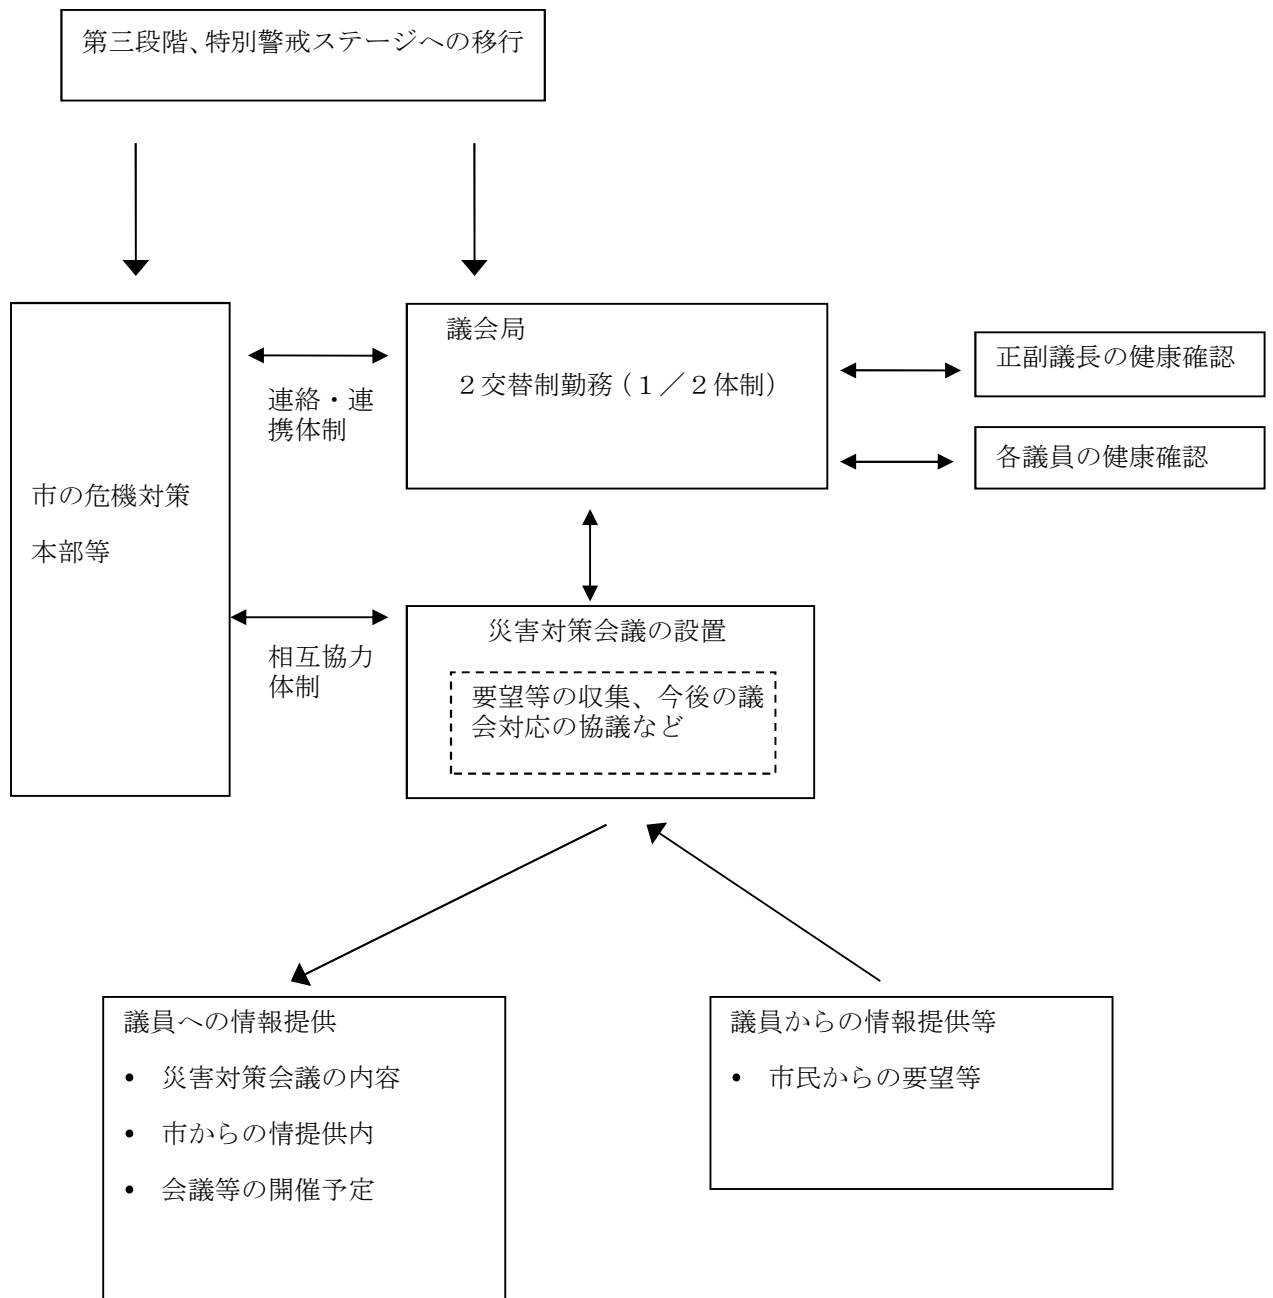 第三段階、特別警戒ステージへの移行
議会局
２交替制勤務（１／２体制）
正副議長の健康確認
各議員の健康確認
連絡・連
携体制
市の危機対策
本部等
災害対策会議の設置
要望等の収集、今後の議
会対応の協議など
相互協力
体制
議員への情報提供
• 災害対策会議の内容
• 市からの情提供内
• 会議等の開催予定
議員からの情報提供等
• 市民からの要望等